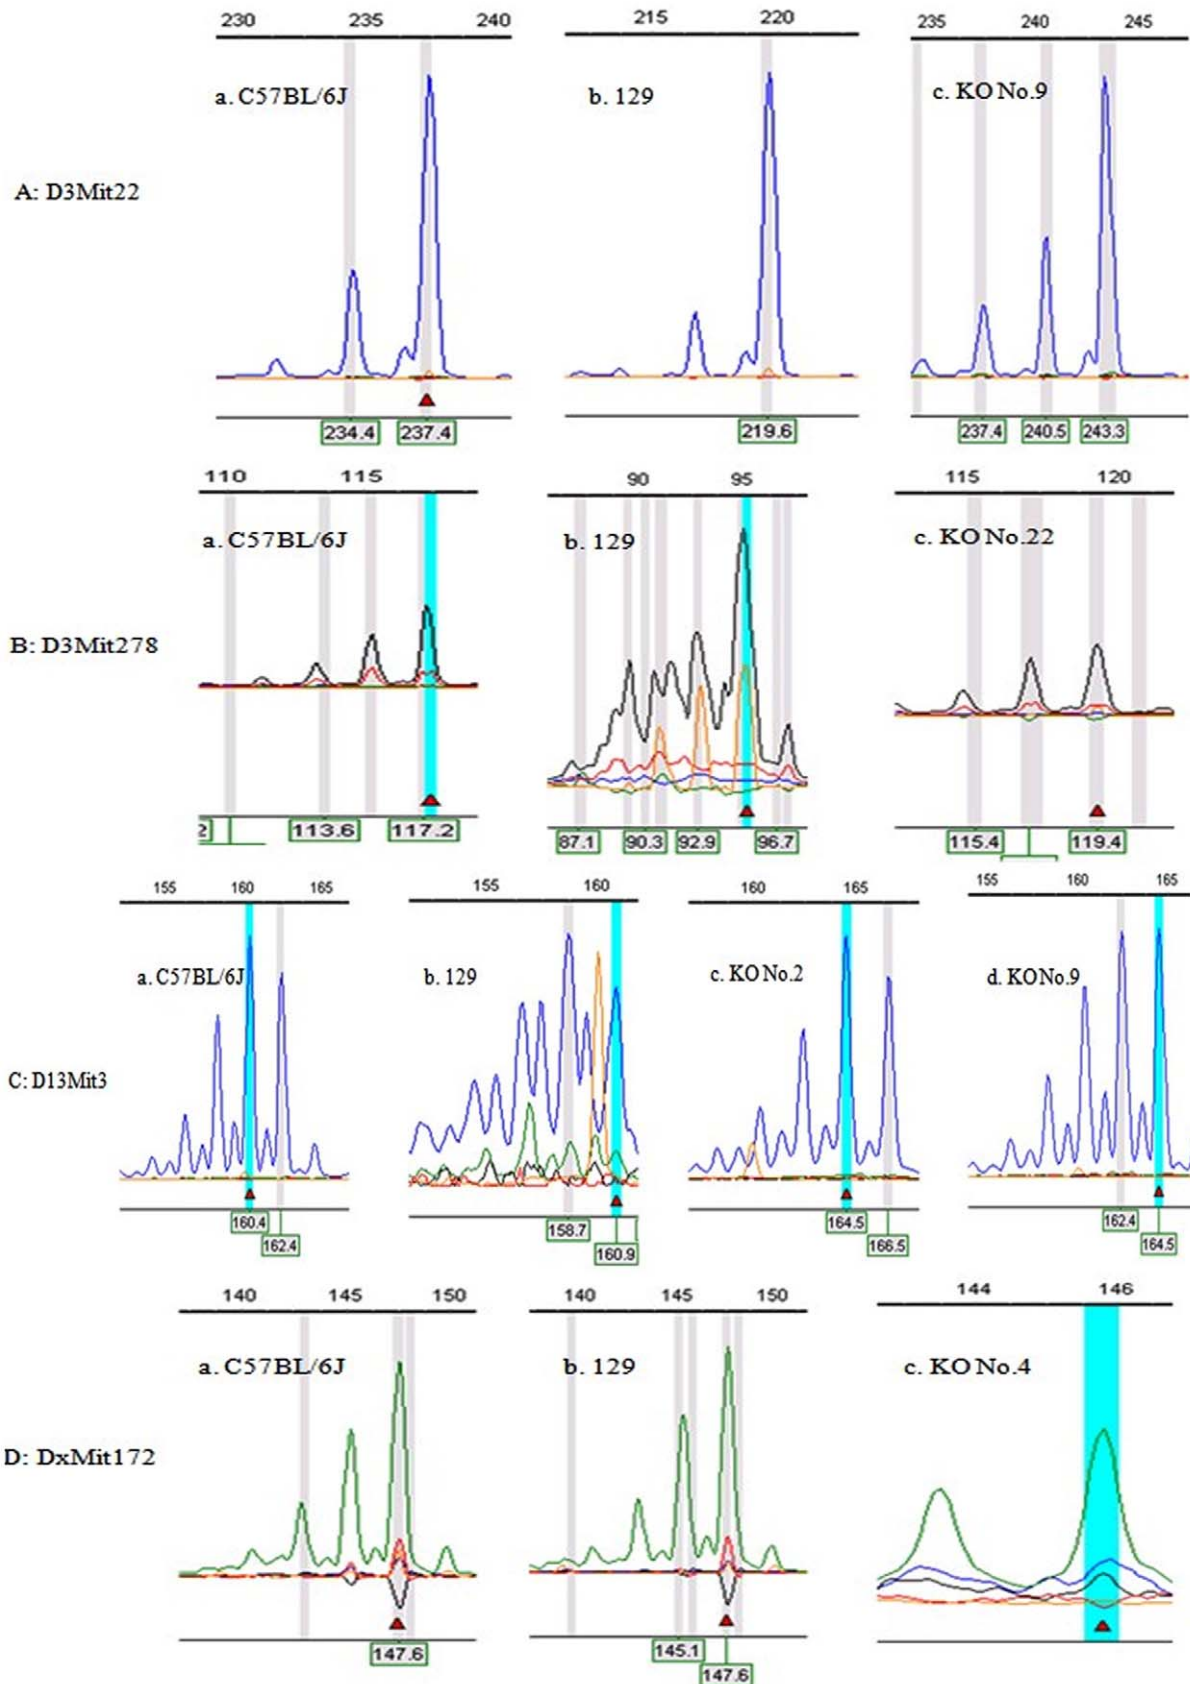 230 235 240
215 220
235 240 245
a. C57BL/6J
b. 129
c. KO No.9
A: D3Mit22
234.4 237.4
219.6
237.4 240.5 243.3
110 115
90 95
115 120
a. C57BL/6J
b. 129
c. KO No.22
B: D3Mit278
2 113.6 117.2
87.1 90.3 92.9 96.7
115.4 119.4
155 160 165
155 160
160 165
155 160 165
a. C57BL/6J
b. 129
c. KO No.2
d. KONo.9
C: D13Mit3
160.4
162.4
158.7
160.9
164.5
166.5
162.4
164.5
140 145 150
140 145 150
144 146
a. C57BL/6J
b. 129
c. KO No.4
D: DxMit172
147.6
145.1
147.6